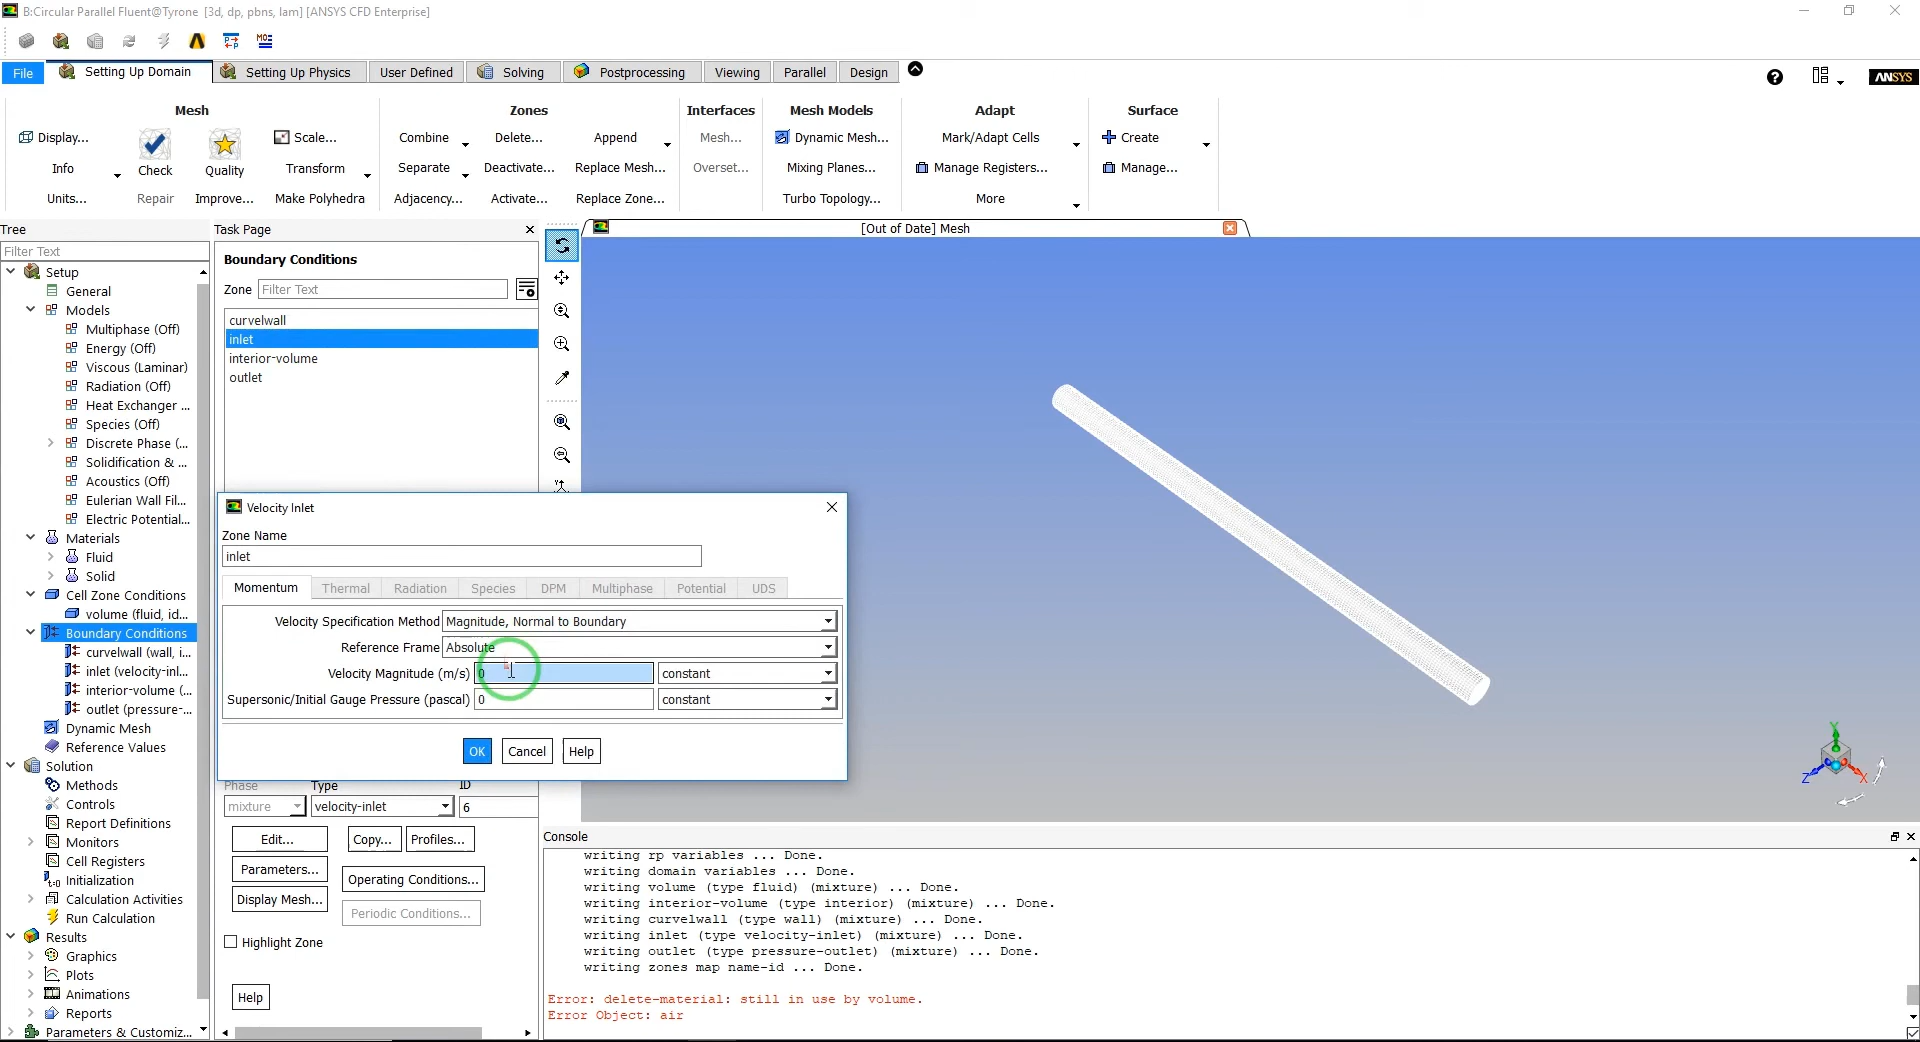 B:Circular Parallel Fluent@Tyrone [3d, dp, pbns, lam] [ANSYS CFD Enterprise]
File
Setting Up Domain
Setting Up Physics
User Defined
Solving
Postprocessing
Viewing
Parallel
Design
ANSYS
Mesh
Zones
Interfaces
Mesh Models
Adapt
Surface
Display...
Scale...
Combine
Delete...
Append
Mesh...
Dynamic Mesh...
Mark/Adapt Cells
Create
Info
Check
Quality
Transform
Separate
Deactivate...
Replace Mesh...
Overset...
Mixing Planes...
Manage Registers...
Manage...
Units...
Repair
Improve...
Make Polyhedra
Adjacency...
Activate...
Replace Zone...
Turbo Topology...
More
Tree
Filter Text
Setup
General
Models
Multiphase (Off)
Energy (Off)
Viscous (Laminar)
Radiation (Off)
Heat Exchanger ...
Species (Off)
Discrete Phase (...
Solidification & ...
Acoustics (Off)
Eulerian Wall Fil...
Electric Potential...
Materials
Fluid
Solid
Cell Zone Conditions
volume (fluid, id...
Boundary Conditions
curvelwall (wall, i...
inlet (velocity-inl...
interior-volume (...
outlet (pressure-...
Dynamic Mesh
Reference Values
Solution
Methods
Controls
Report Definitions
Monitors
Cell Registers
Initialization
Calculation Activities
Run Calculation
Results
Graphics
Plots
Animations
Reports
Parameters & Customiz...
Task Page
Boundary Conditions
Zone
Filter Text
curvelwall
inlet
interior-volume
outlet
Velocity Inlet
Zone Name
inlet
Momentum
Thermal
Radiation
Species
DPM
Multiphase
Potential
UDS
Velocity Specification Method
Magnitude, Normal to Boundary
Reference Frame
Absolute
Velocity Magnitude (m/s)
0
constant
Supersonic/Initial Gauge Pressure (pascal)
0
constant
OK
Cancel
Help
Phase
Type
ID
mixture
velocity-inlet
6
Edit...
Copy...
Profiles...
Parameters...
Operating Conditions...
Display Mesh...
Periodic Conditions...
Highlight Zone
Help
[Out of Date] Mesh
Y
Z
X
Console
writing rp variables ... Done.
writing domain variables ... Done.
writing volume (type fluid) (mixture) ... Done.
writing interior-volume (type interior) (mixture) ... Done.
writing curvelwall (type wall) (mixture) ... Done.
writing inlet (type velocity-inlet) (mixture) ... Done.
writing outlet (type pressure-outlet) (mixture) ... Done.
writing zones map name-id ... Done.
Error: delete-material: still in use by volume.
Error Object: air